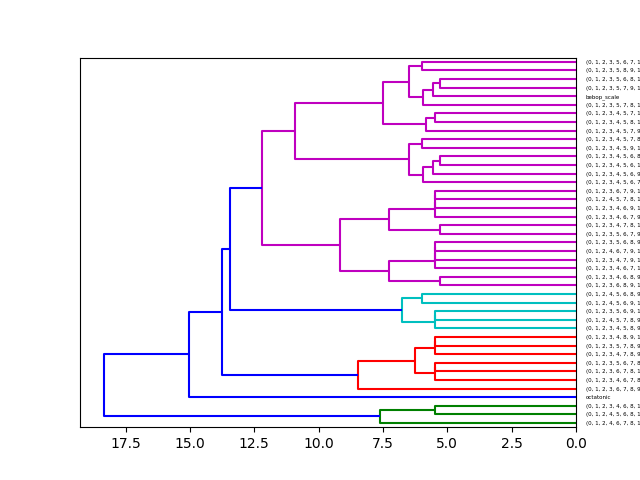 (0, 1, 2, 3, 5, 6, 7, 1
(0, 1, 2, 3, 5, 8, 9, 1
(0, 1, 2, 3, 5, 6, 8, 1
(0, 1, 2, 3, 5, 7, 9, 1
bebop_scale
(0, 1, 2, 3, 5, 7, 8, 1
(0, 1, 2, 3, 4, 5, 7, 1
(0, 1, 2, 3, 4, 5, 8, 1
(0, 1, 2, 3, 4, 5, 7, 9
(0, 1, 2, 3, 4, 5, 7, 8
(0, 1, 2, 3, 4, 5, 9, 1
(0, 1, 2, 3, 4, 5, 6, 8
(0, 1, 2, 3, 4, 5, 6, 1
(0, 1, 2, 3, 4, 5, 6, 9
(0, 1, 2, 3, 4, 5, 6, 7
(0, 1, 2, 3, 6, 7, 9, 1
(0, 1, 2, 4, 5, 7, 8, 1
(0, 1, 2, 3, 4, 6, 9, 1
(0, 1, 2, 3, 4, 6, 7, 9
(0, 1, 2, 3, 4, 7, 8, 1
(0, 1, 2, 3, 5, 6, 7, 9
(0, 1, 2, 3, 5, 6, 8, 9
(0, 1, 2, 4, 6, 7, 9, 1
(0, 1, 2, 3, 4, 7, 9, 1
(0, 1, 2, 3, 4, 6, 7, 1
(0, 1, 2, 3, 4, 6, 8, 9
(0, 1, 2, 3, 6, 8, 9, 1
(0, 1, 2, 4, 5, 6, 8, 9
(0, 1, 2, 4, 5, 6, 9, 1
(0, 1, 2, 3, 5, 6, 9, 1
(0, 1, 2, 4, 5, 7, 8, 9
(0, 1, 2, 3, 4, 5, 8, 9
(0, 1, 2, 3, 4, 8, 9, 1
(0, 1, 2, 3, 5, 7, 8, 9
(0, 1, 2, 3, 4, 7, 8, 9
(0, 1, 2, 3, 5, 6, 7, 8
(0, 1, 2, 3, 6, 7, 8, 1
(0, 1, 2, 3, 4, 6, 7, 8
(0, 1, 2, 3, 6, 7, 8, 9
octatonic
(0, 1, 2, 3, 4, 6, 8, 1
(0, 1, 2, 4, 5, 6, 8, 1
(0, 1, 2, 4, 6, 7, 8, 1
17.5 15.0 12.5 10.0 7.5 5.0 2.5 0.0